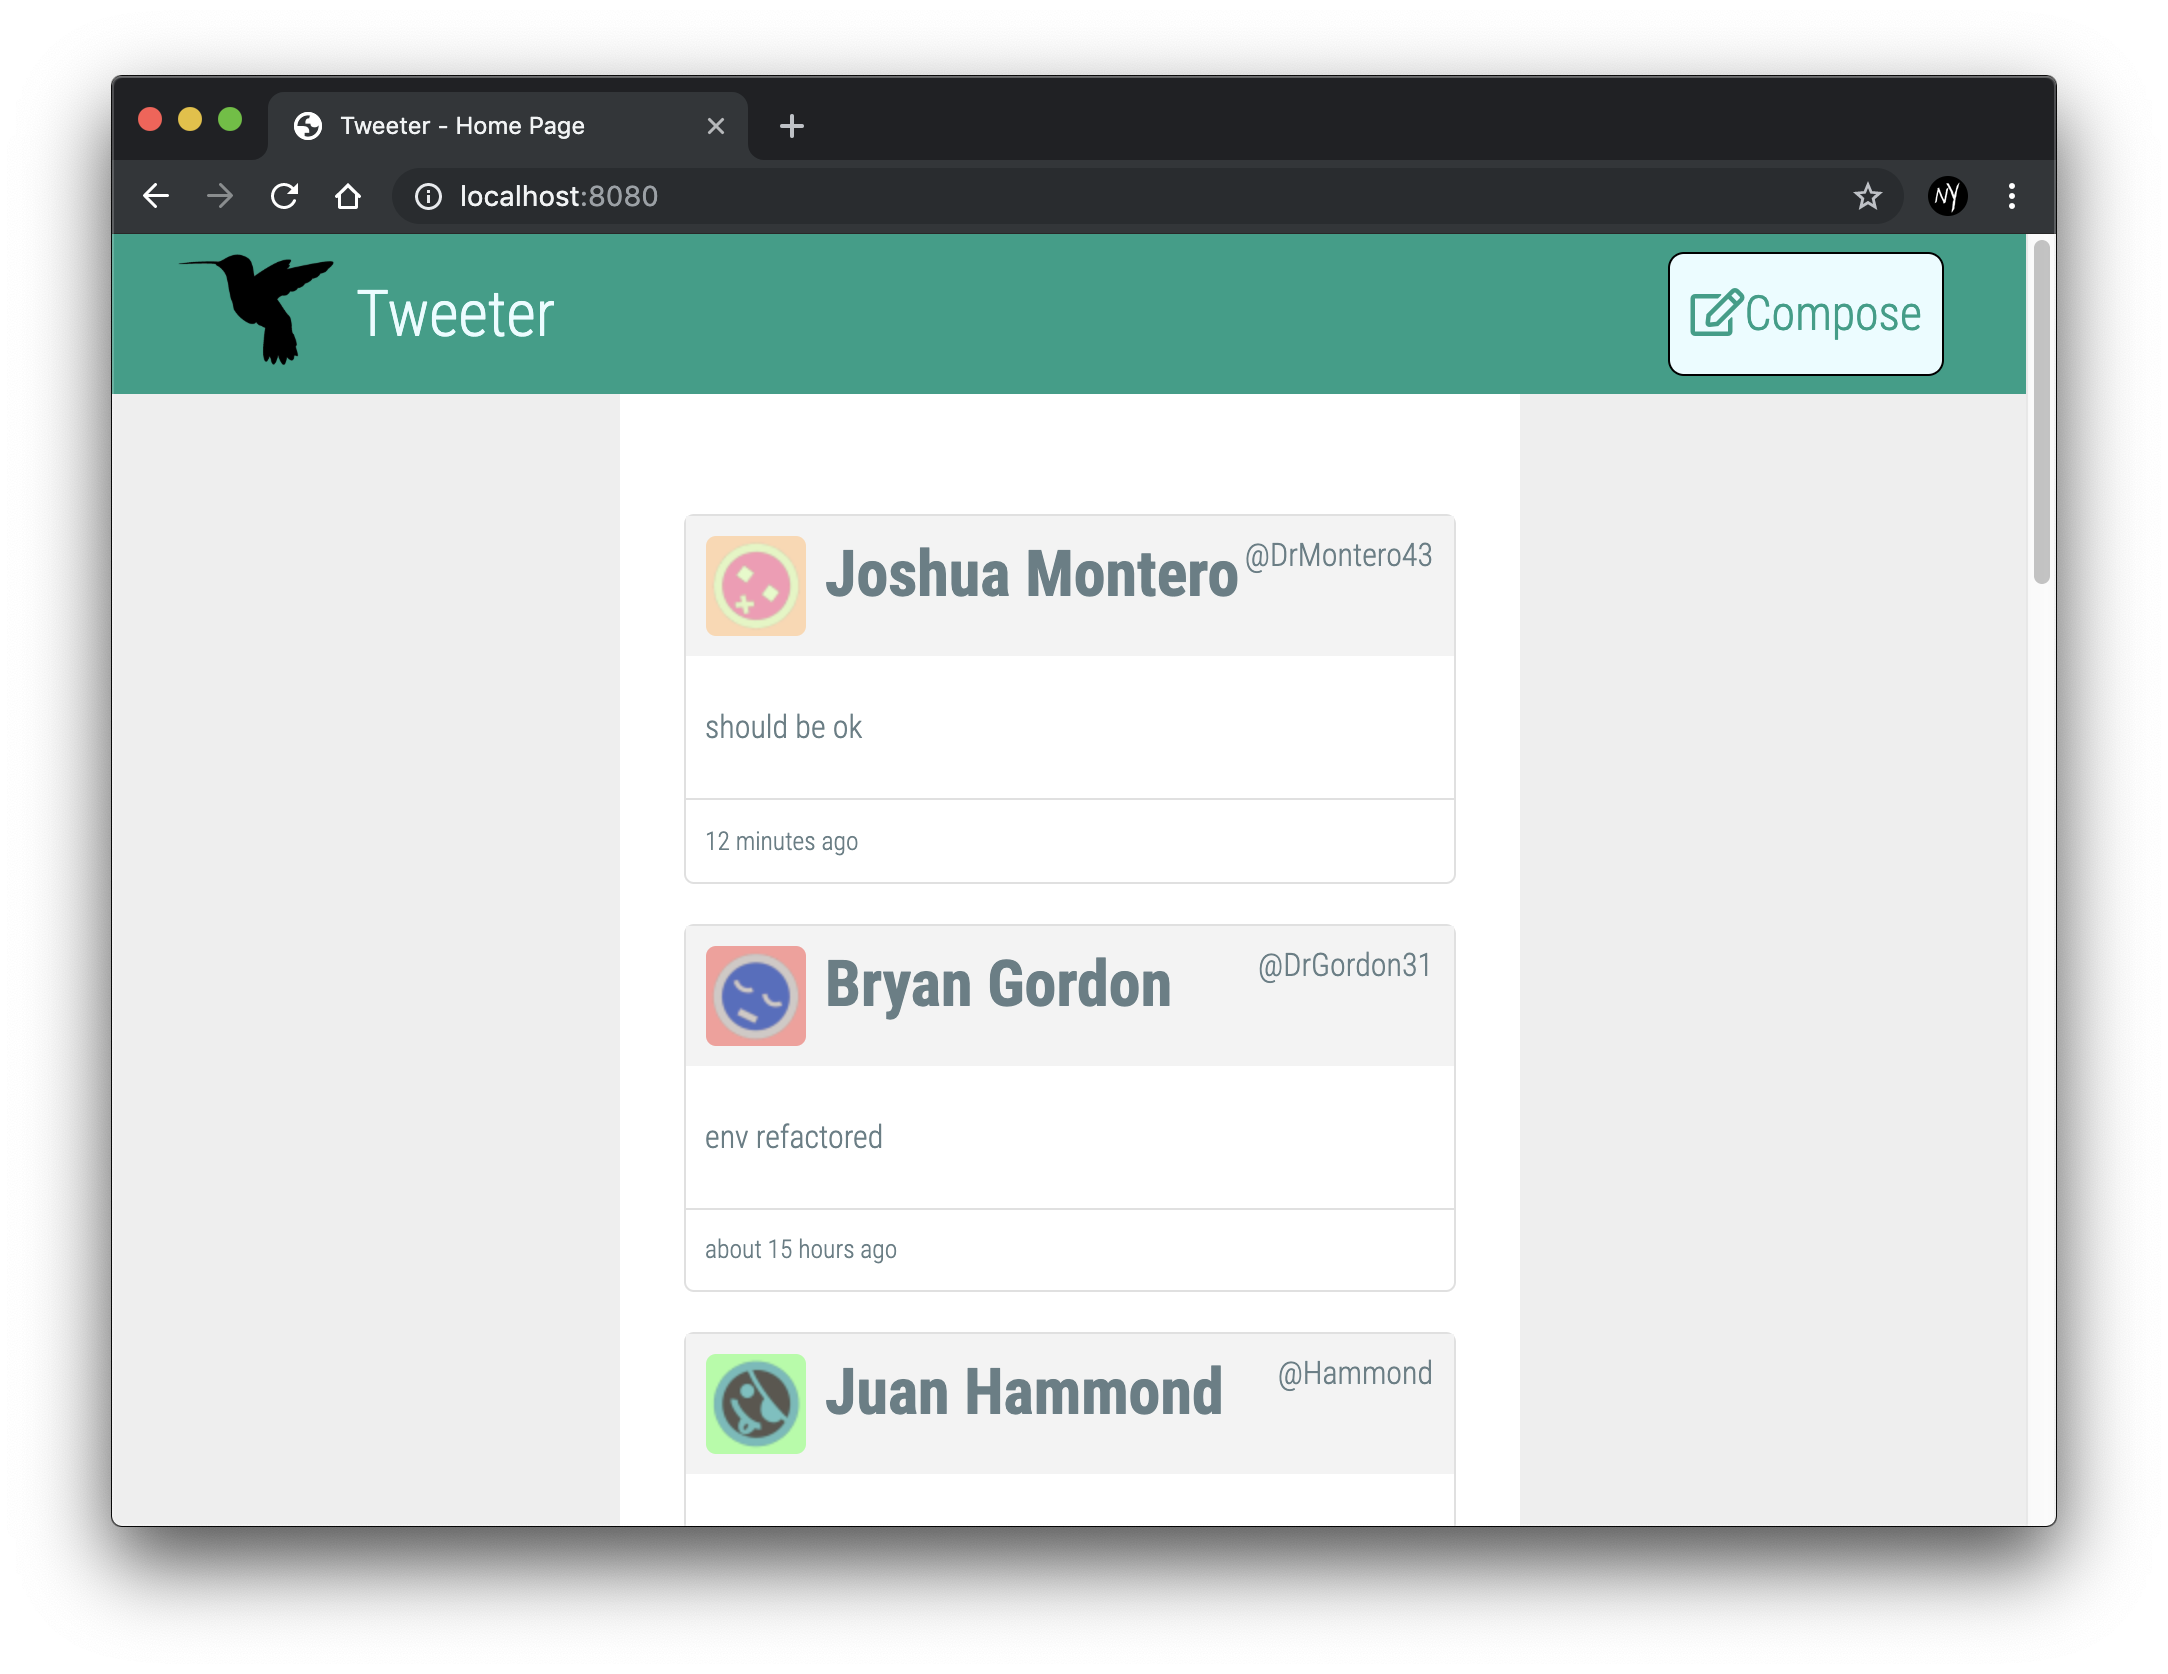 Tweeter - Home Page
localhost:8080
NY
Tweeter
Compose
Joshua Montero @DrMontero43
should be ok
12 minutes ago
Bryan Gordon @DrGordon31
env refactored
about 15 hours ago
Juan Hammond @Hammond